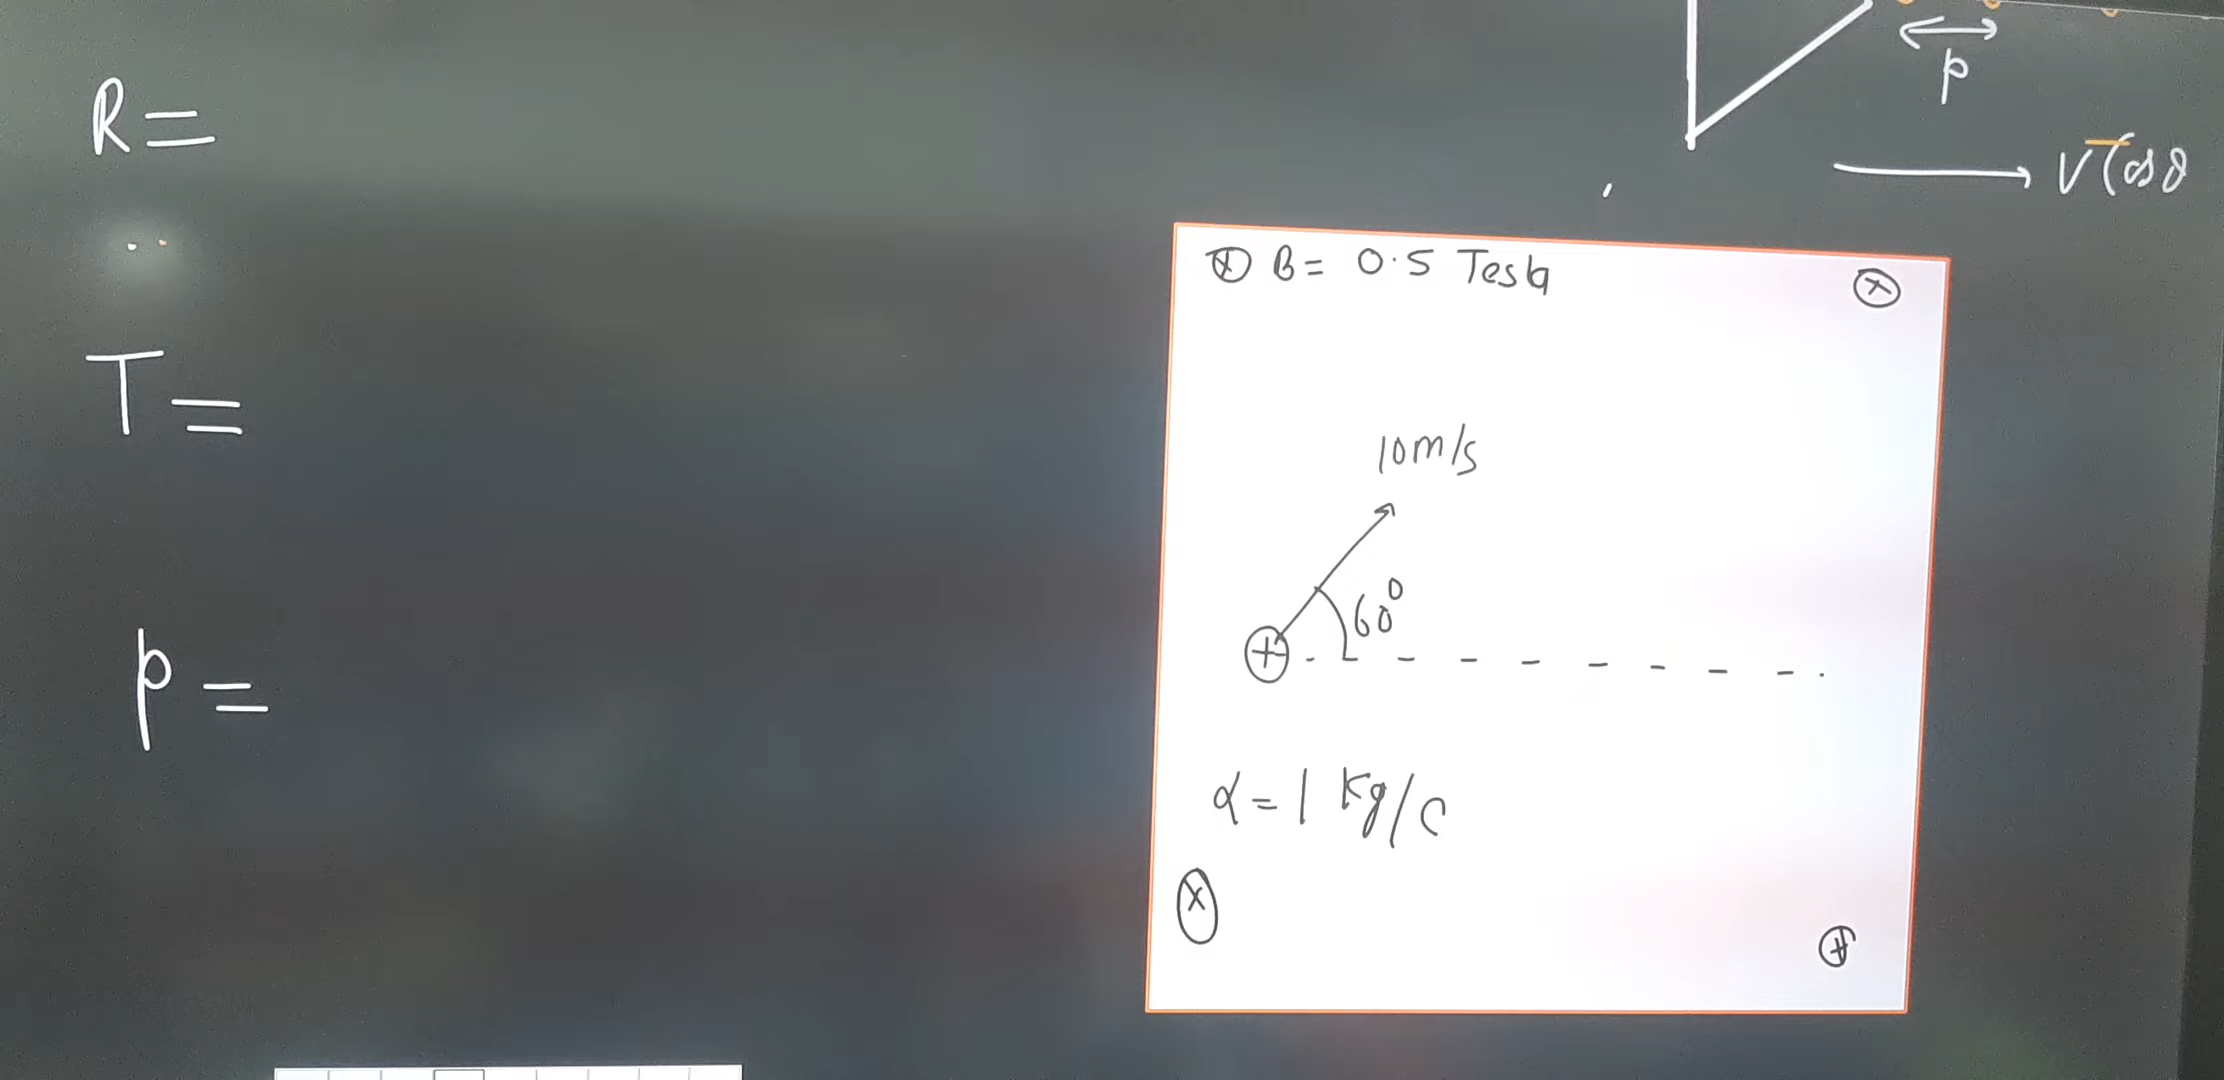 R=
p
V Cosθ
⊗ B = 0.5 Tesla
⊗
T=
10m/s
60°
+
p =
α = 1 Kg/C
⊗
⊗